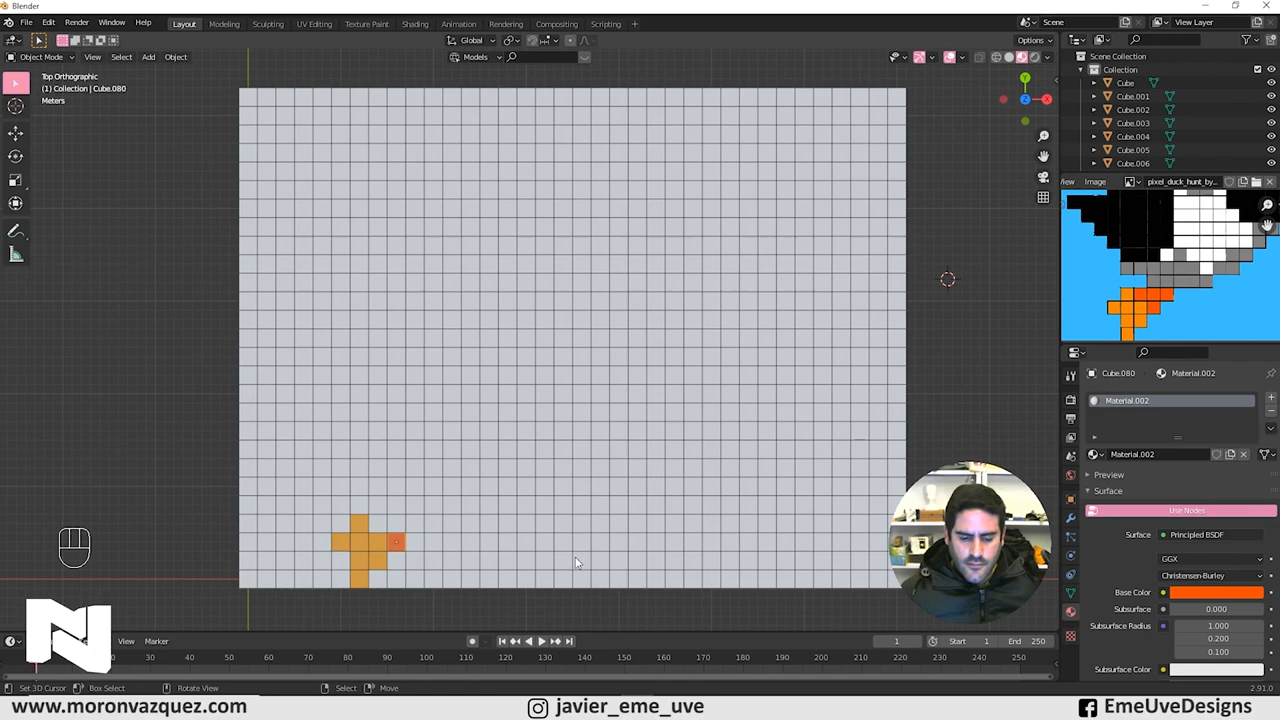 Blender
File Edit Render Window Help Layout Modeling Sculpting UV Editing Texture Paint Shading Animation Rendering Compositing Scripting + Scene View Layer
Global Options
Object Mode View Select Add Object Models
Top Orthographic
(1) Collection | Cube.080
Meters
Y
Z X
Scene Collection
Collection
Cube
Cube.001
Cube.002
Cube.003
Cube.004
Cube.005
Cube.006
View Image pixel_duck_hunt_by...
Cube.080 Material.002
Material.002
Material.002
Preview
Surface
Use Nodes
Surface Principled BSDF
GGX
Christensen-Burley
Base Color
Subsurface 0.000
Subsurface Radius 1.000
0.200
0.100
Subsurface Color
View Marker 1 Start 1 End 250
30 40 50 60 70 80 90 100 110 120 130 140 150 160 170 180 190 200 210 220 230 240 250
Set 3D Cursor Box Select Rotate View Select Move 2.91.0
N
www.moronvazquez.com javier_eme_uve EmeUveDesigns